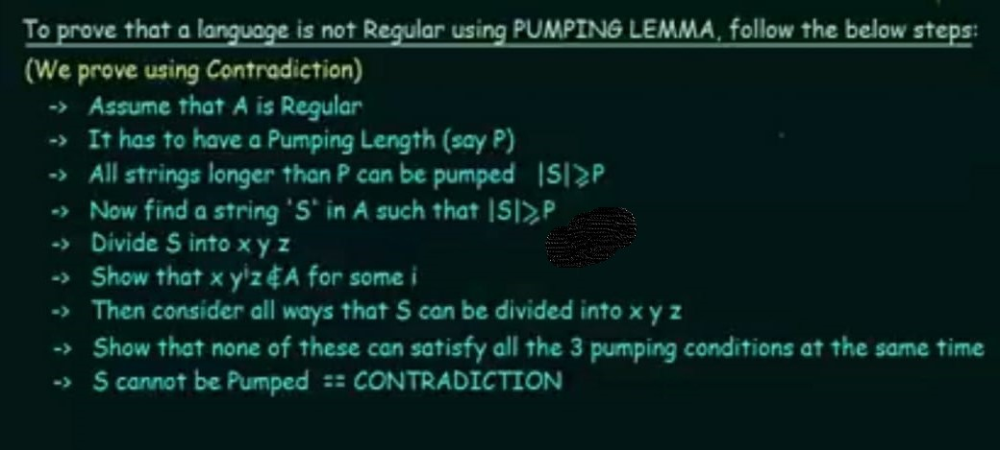 To prove that a language is not Regular using PUMPING LEMMA, follow the below steps:
(We prove using Contradiction)
-> Assume that A is Regular
-> It has to have a Pumping Length (say P)
-> All strings longer than P can be pumped |S|⩾P
-> Now find a string 'S' in A such that |S|⩾P
-> Divide S into x y z
-> Show that x yⁱz∉A for some i
-> Then consider all ways that S can be divided into x y z
-> Show that none of these can satisfy all the 3 pumping conditions at the same time
-> S cannot be Pumped == CONTRADICTION